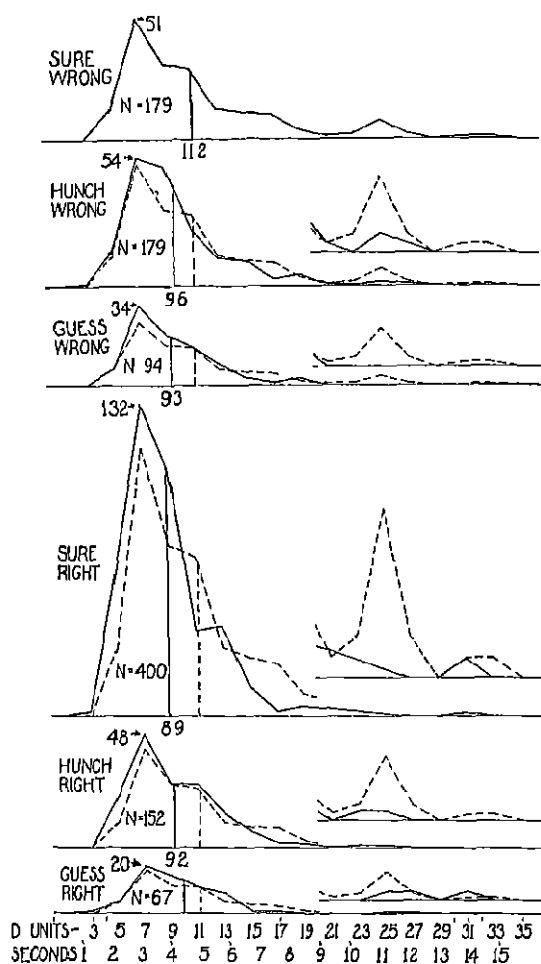 51
SURE
WRONG
N=179
112
54
HUNCH
WRONG
N=179
96
34
GUESS
WRONG
N 94
93
132
SURE
RIGHT
N=400
89
48
HUNCH
RIGHT
N=152
92
20
GUESS
RIGHT
N=67
D UNITS- 3 5 7 9 11 13 15 17 19 21 23 25 27 29 31 33 35
SECONDS 1 2 3 4 5 6 7 8 9 10 11 12 13 14 15